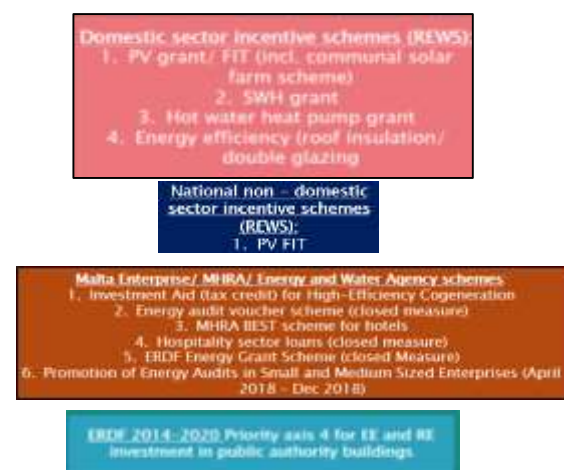 Domestic sector incentive schemes (REWS):
1. PV grant/ FIT (incl. communal solar
farm scheme)
2. SWH grant
3. Hot water heat pump grant
4. Energy efficiency (roof insulation/
double glazing
National non - domestic
sector incentive schemes
(REWS):
1. PV FIT
Malta Enterprise/ MHRA/ Energy and Water Agency schemes
1. Investment Aid (tax credit) for High-Efficiency Cogeneration
2. Energy audit voucher scheme (closed measure)
3. MHRA BEST scheme for hotels
4. Hospitality sector loans (closed measure)
5. ERDF Energy Grant Scheme (closed Measure)
6. Promotion of Energy Audits in Small and Medium Sized Enterprises (April
2018 - Dec 2018)
ERDF 2014-2020 Priority axis 4 for EE and RE
investment in public authority buildings